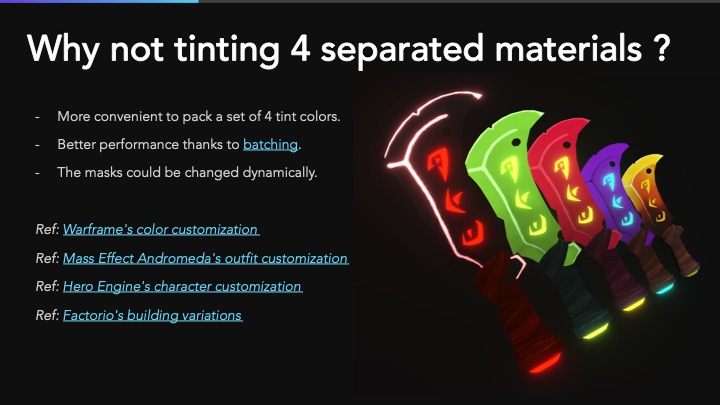 Why not tinting 4 separated materials ?
- More convenient to pack a set of 4 tint colors.
- Better performance thanks to batching.
- The masks could be changed dynamically.
Ref: Warframe's color customization
Ref: Mass Effect Andromeda's outfit customization
Ref: Hero Engine's character customization
Ref: Factorio's building variations